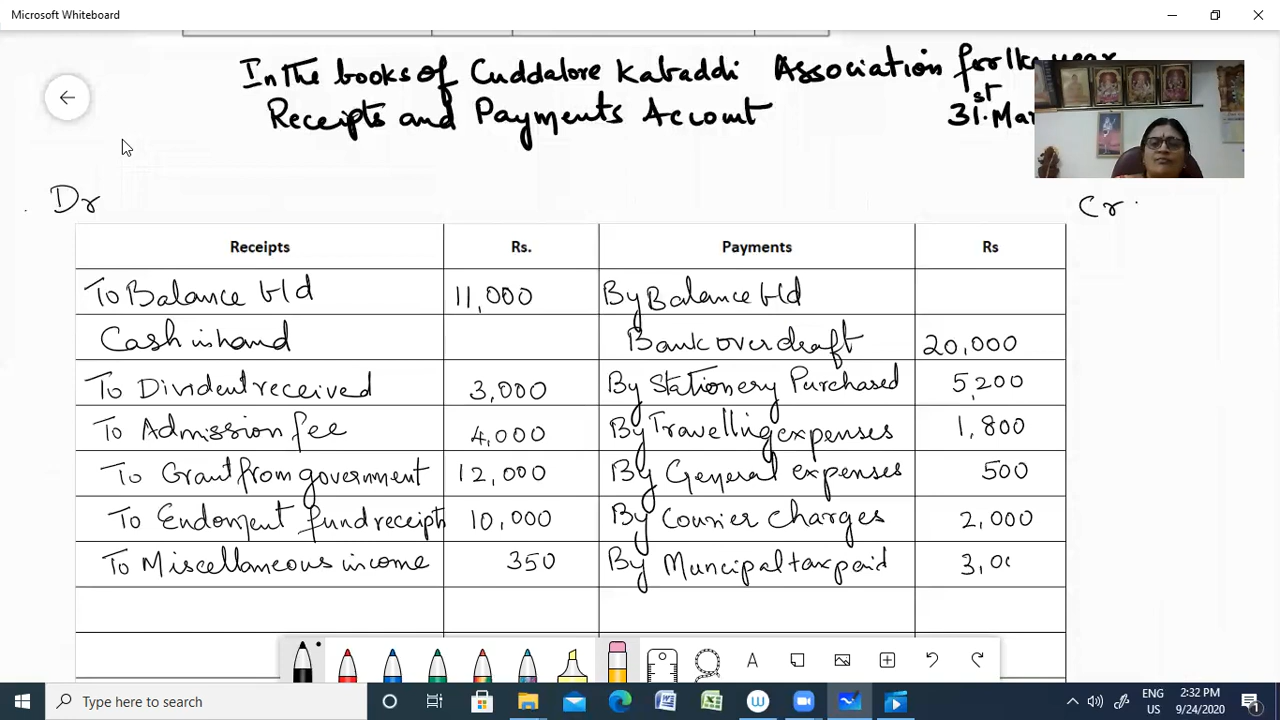 Microsoft Whiteboard
In the books of Cuddalore Kabaddi Association for the year
Receipts and Payments Account 31st. Mar
Dr Cr
Receipts Rs. Payments Rs
To Balance b/d 11,000 By Balance b/d
Cash in hand Bank overdraft 20,000
To Divident received 3,000 By Stationery Purchased 5,200
To Admission fee 4,000 By Travelling expenses 1,800
To Grant from government 12,000 By General expenses 500
To Endowment fund receipts 10,000 By Courier charges 2,000
To Miscellaneous income 350 By Muncipal tax paid 3,00
A
Type here to search
ENG 2:32 PM
US 9/24/2020